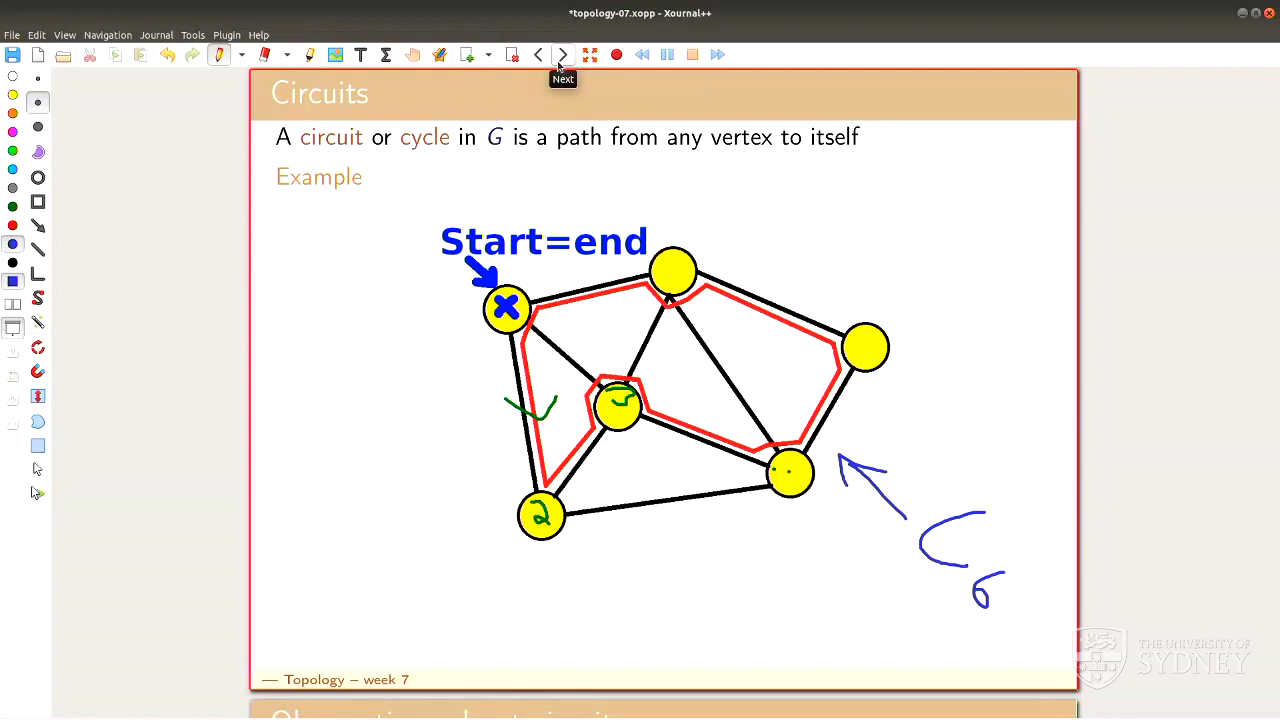 *topology-07.xopp - Xournal++
File Edit View Navigation Journal Tools Plugin Help
Next
Circuits
A circuit or cycle in G is a path from any vertex to itself
Example
Start=end
2
C
6
— Topology – week 7
THE UNIVERSITY OF
SYDNEY